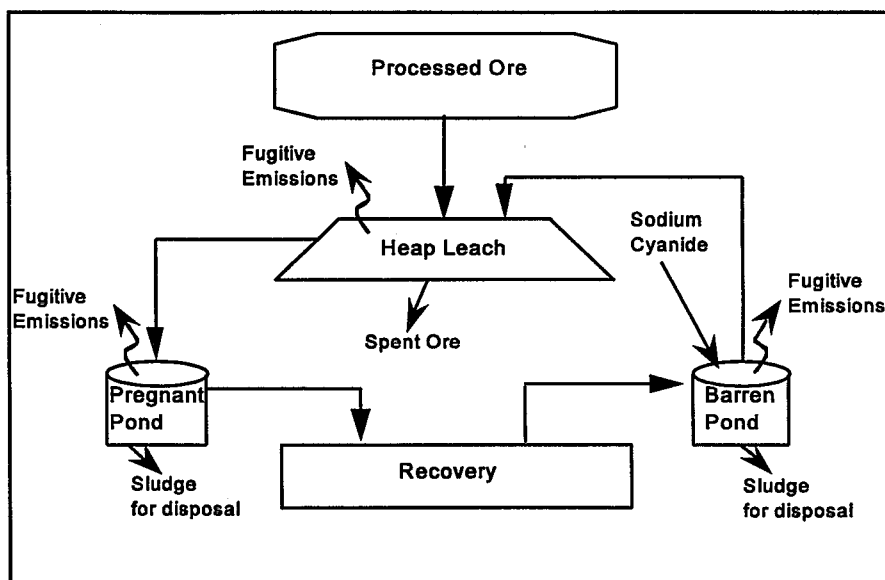 Processed Ore
Fugitive
Emissions
Sodium
Cyanide
Heap Leach
Fugitive
Emissions
Fugitive
Emissions
Spent Ore
Pregnant
Pond
Barren
Pond
Recovery
Sludge
for disposal
Sludge
for disposal